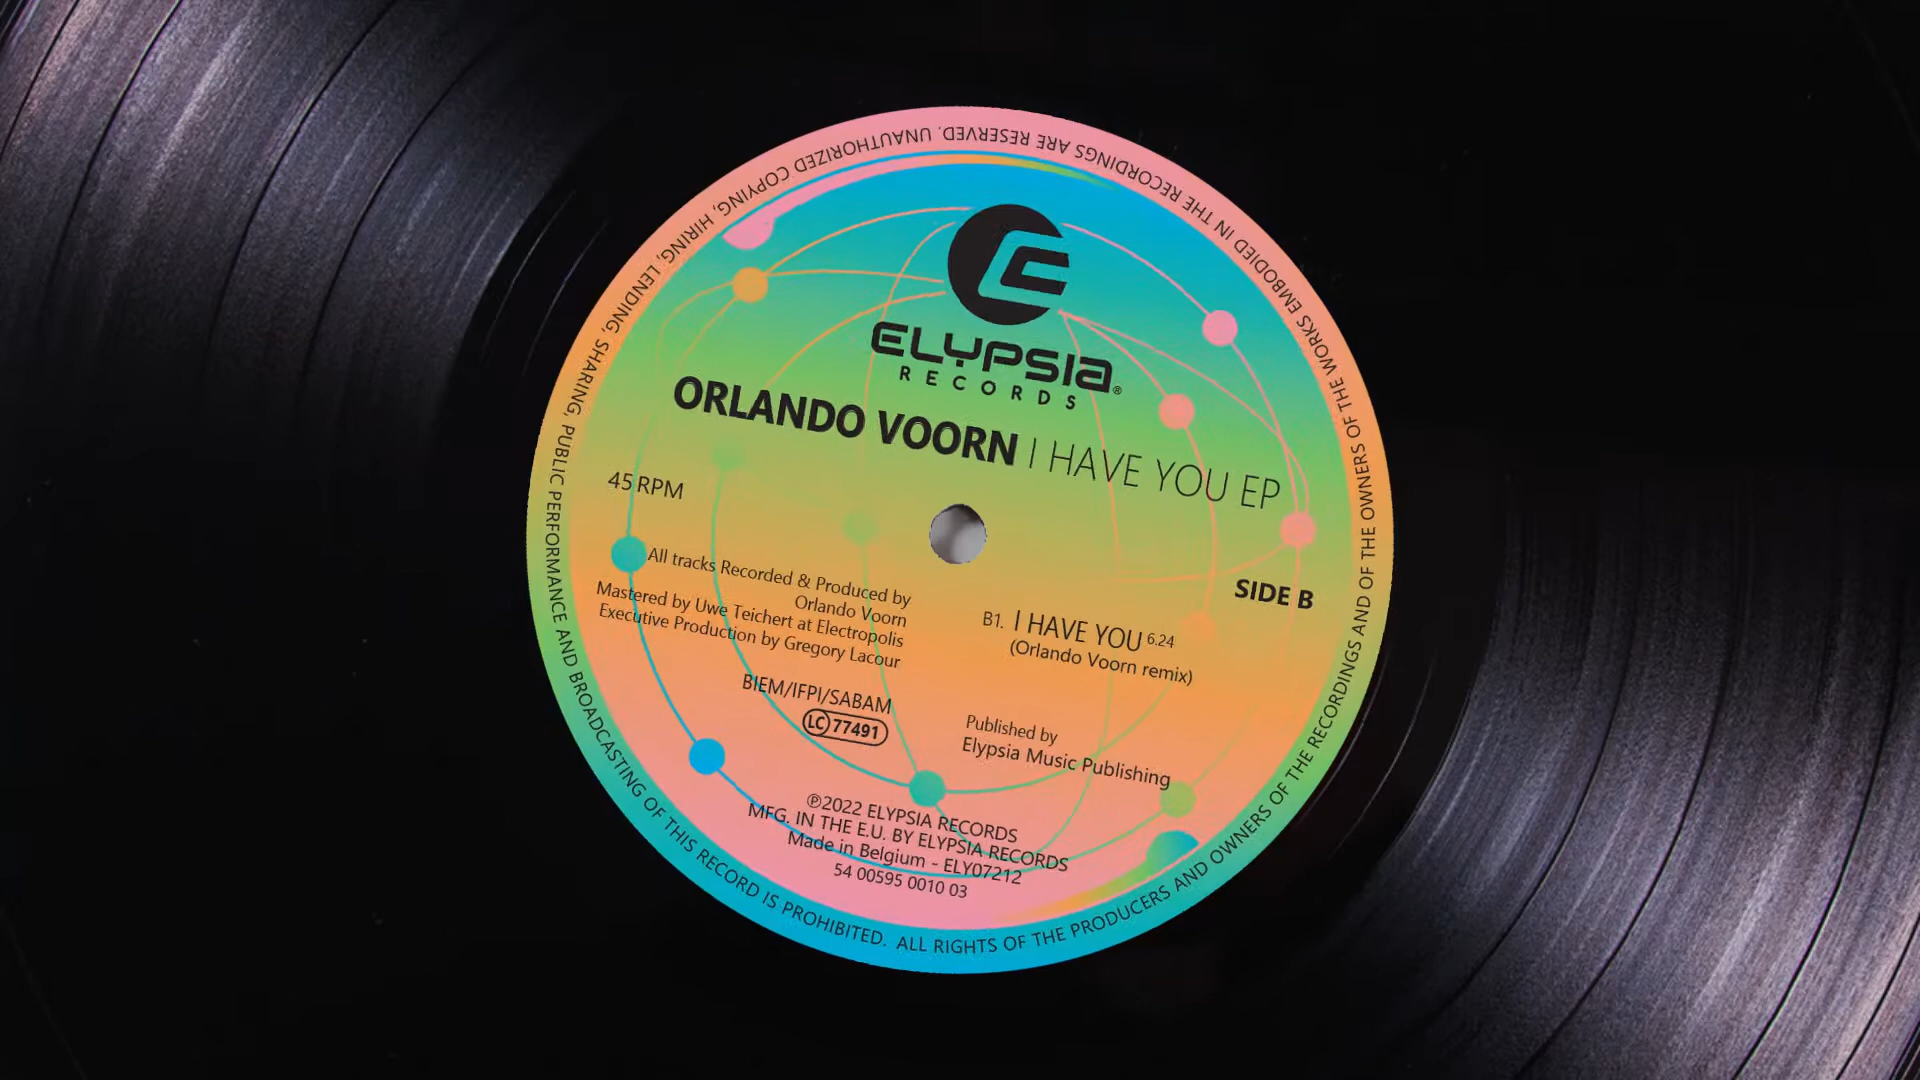 ELYPSIA®
RECORDS
ORLANDO VOORN I HAVE YOU EP
45 RPM
SIDE B
All tracks Recorded & Produced by
Orlando Voorn
Mastered by Uwe Teichert at Electropolis
Executive Production by Gregory Lacour
B1. I HAVE YOU 6.24
(Orlando Voorn remix)
BIEM/IFPI/SABAM
LC 77491
Published by
Elypsia Music Publishing
℗2022 ELYPSIA RECORDS
MFG. IN THE E.U. BY ELYPSIA RECORDS
Made in Belgium - ELY07212
54 00595 0010 03
ALL RIGHTS OF THE PRODUCERS AND OWNERS OF THE RECORDINGS AND OF THE OWNERS OF THE WORKS EMBODIED IN THE RECORDINGS ARE RESERVED. UNAUTHORIZED COPYING, HIRING, LENDING, SHARING, PUBLIC PERFORMANCE AND BROADCASTING OF THIS RECORD IS PROHIBITED.